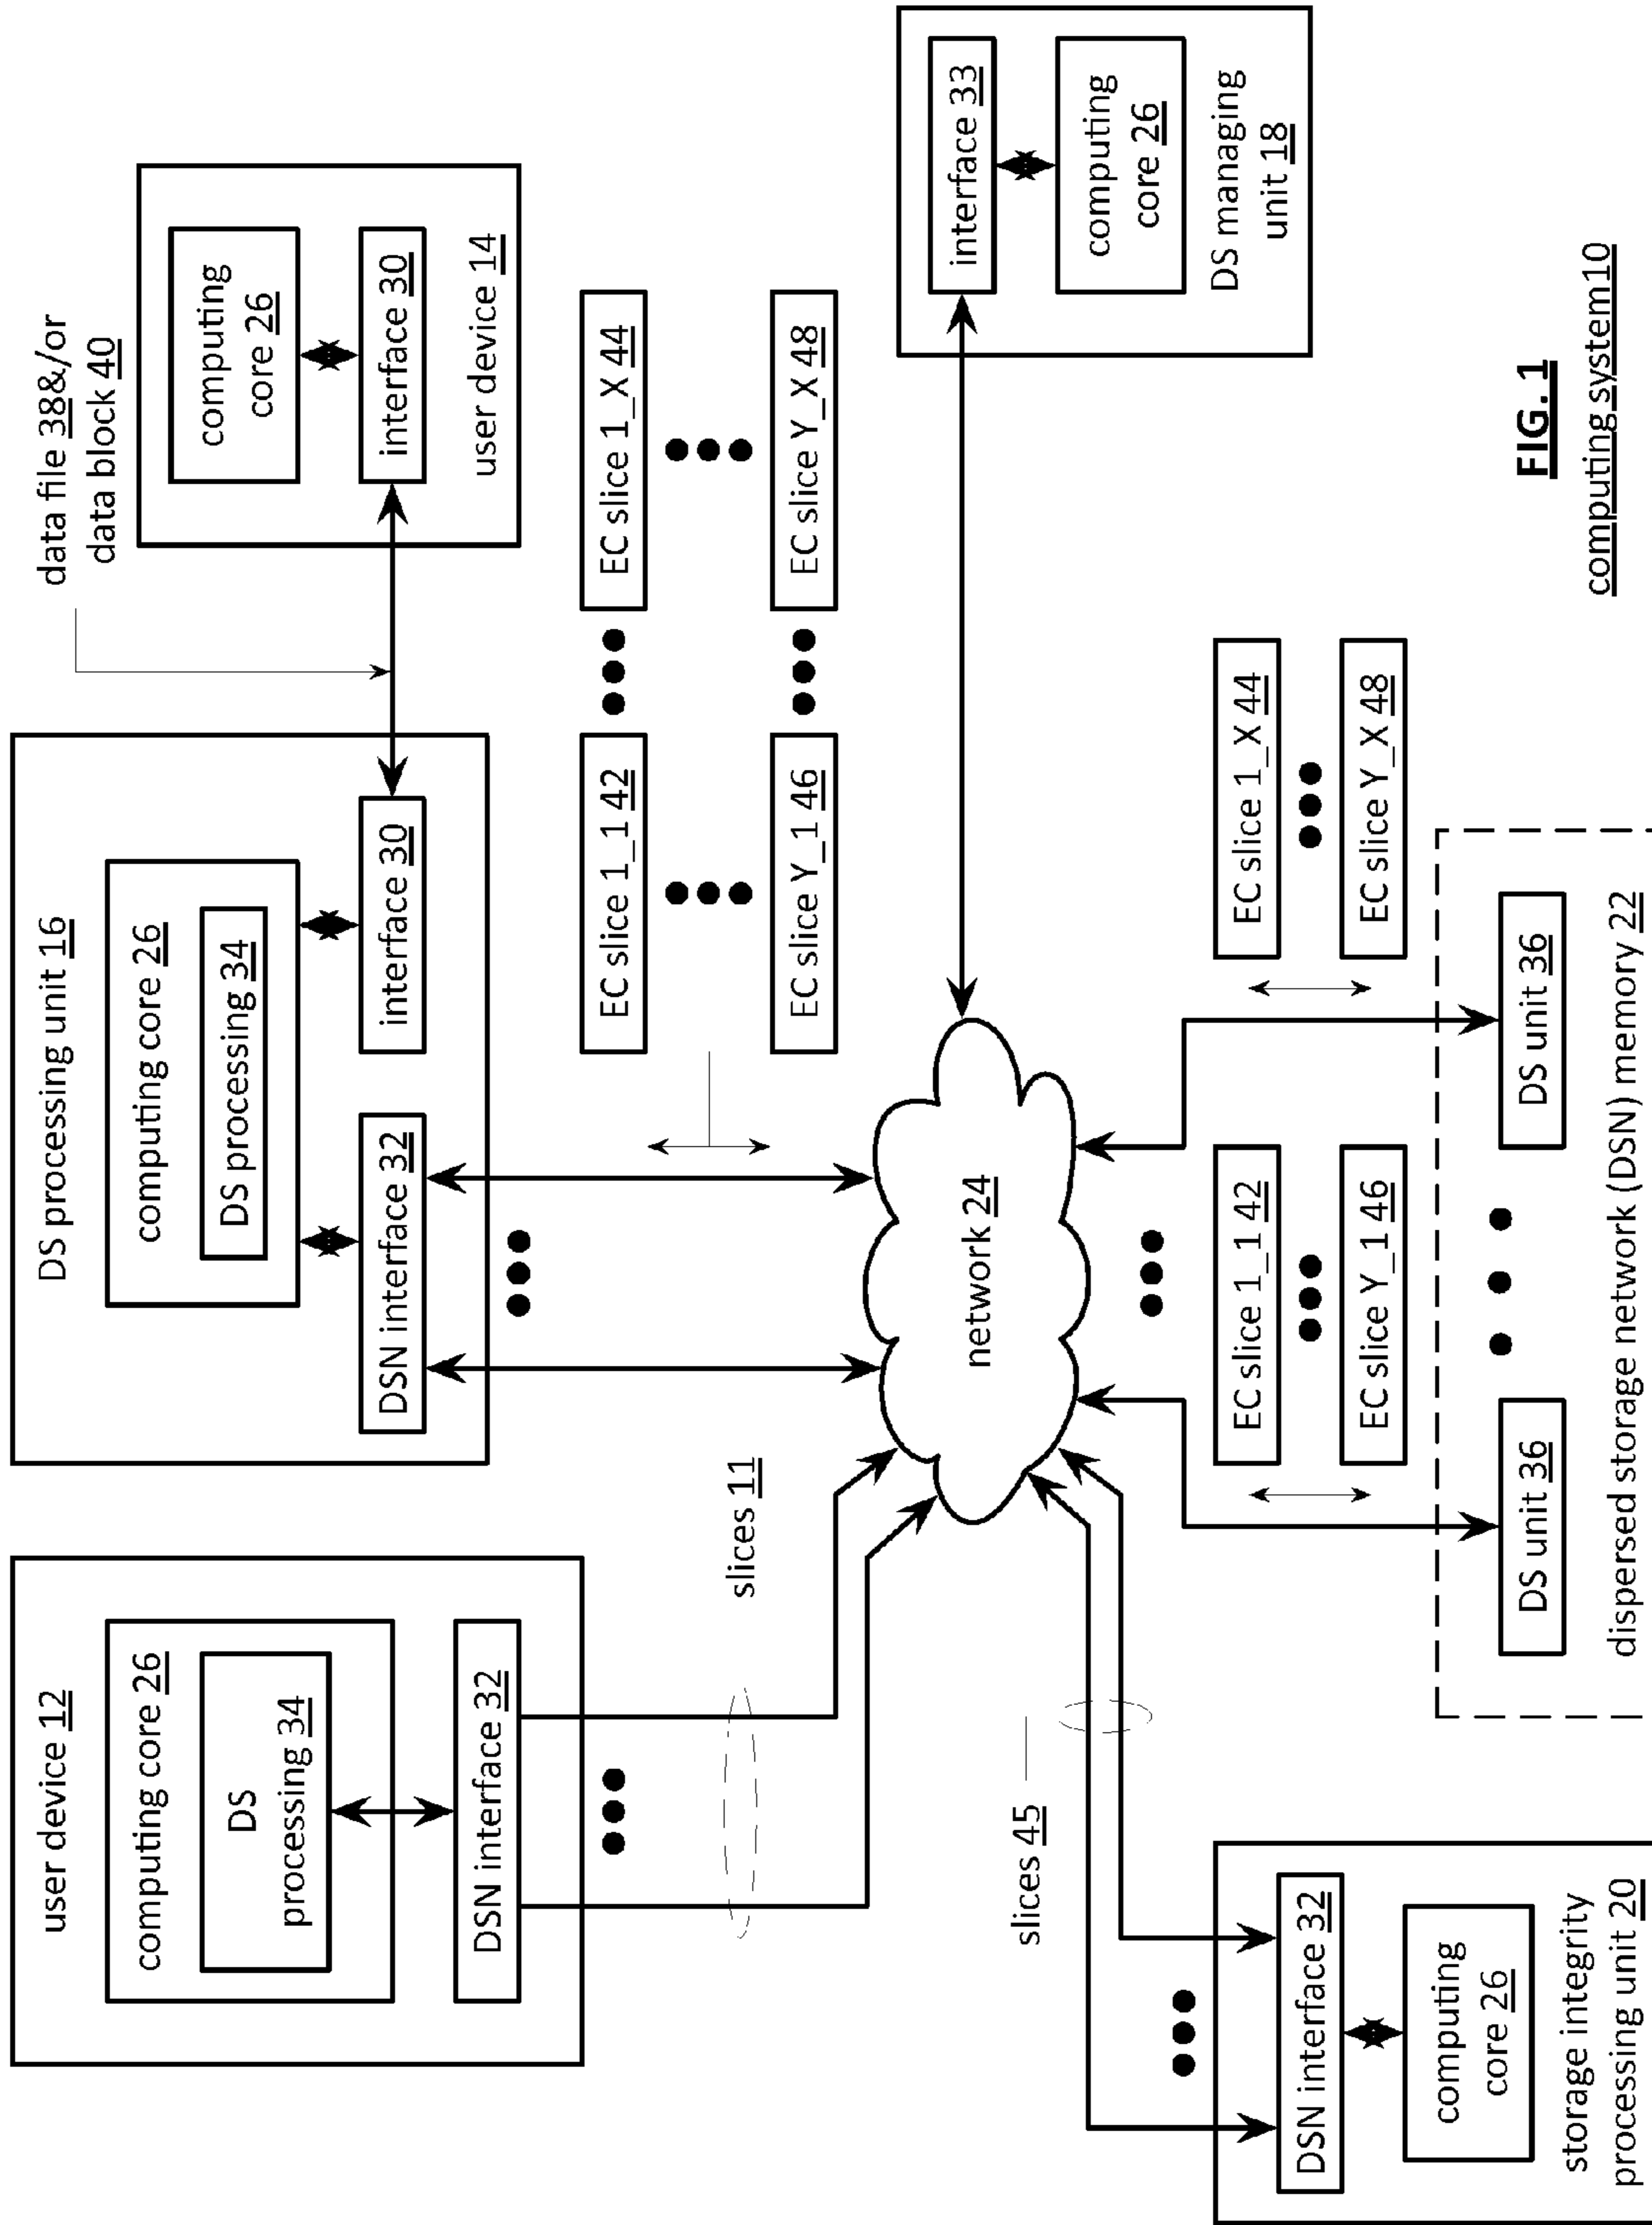 user device 12
computing core 26
DS
processing 34
DSN interface 32
DS processing unit 16
computing core 26
DS processing 34
DSN interface 32
interface 30
data file 38&/or
data block 40
computing
core 26
interface 30
user device 14
slices 11
EC slice 1_1 42
EC slice 1_X 44
EC slice Y_1 46
EC slice Y_X 48
network 24
interface 33
computing
core 26
DS managing
unit 18
slices 45
DSN interface 32
computing
core 26
storage integrity
processing unit 20
EC slice 1_1 42
EC slice Y_1 46
EC slice 1_X 44
EC slice Y_X 48
DS unit 36
DS unit 36
dispersed storage network (DSN) memory 22
FIG. 1
computing system10